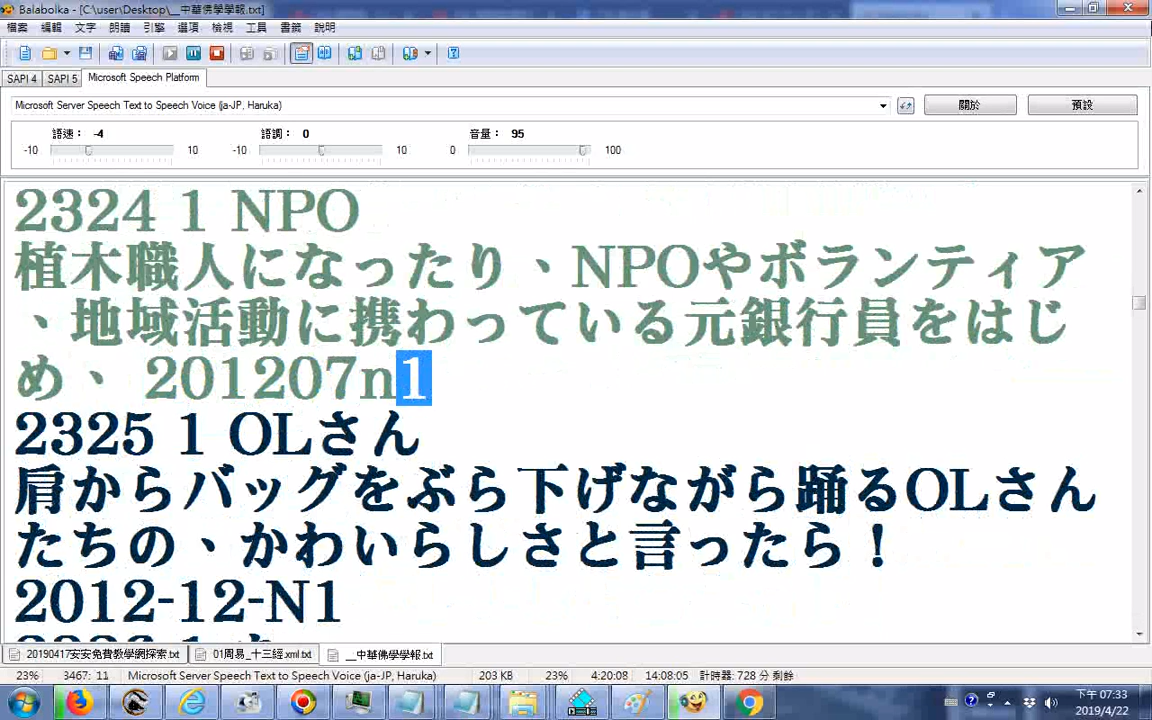 Balabolka - [C:\user\Desktop\__中華佛學學報.txt]
檔案 編輯 文字 朗讀 引擎 選項 檢視 工具 書籤 說明
SAPI 4 SAPI 5 Microsoft Speech Platform
Microsoft Server Speech Text to Speech Voice (ja-JP, Haruka) 關於 預設
語速： -4 語調： 0 音量： 95
-10 10 -10 10 0 100
2324 1 NPO
植木職人になったり、NPOやボランティア
、地域活動に携わっている元銀行員をはじ
め、 201207n1
2325 1 OLさん
肩からバッグをぶら下げながら踊るOLさん
たちの、かわいらしさと言ったら！
2012-12-N1
20190417安安免費教學網探索.txt 01周易_十三經.xml.txt __中華佛學學報.txt
23% 3467: 11 Microsoft Server Speech Text to Speech Voice (ja-JP, Haruka) 203 KB 23% 4:20:08 14:08:05 計時器: 728 分 剩餘
下午 07:33
2019/4/22